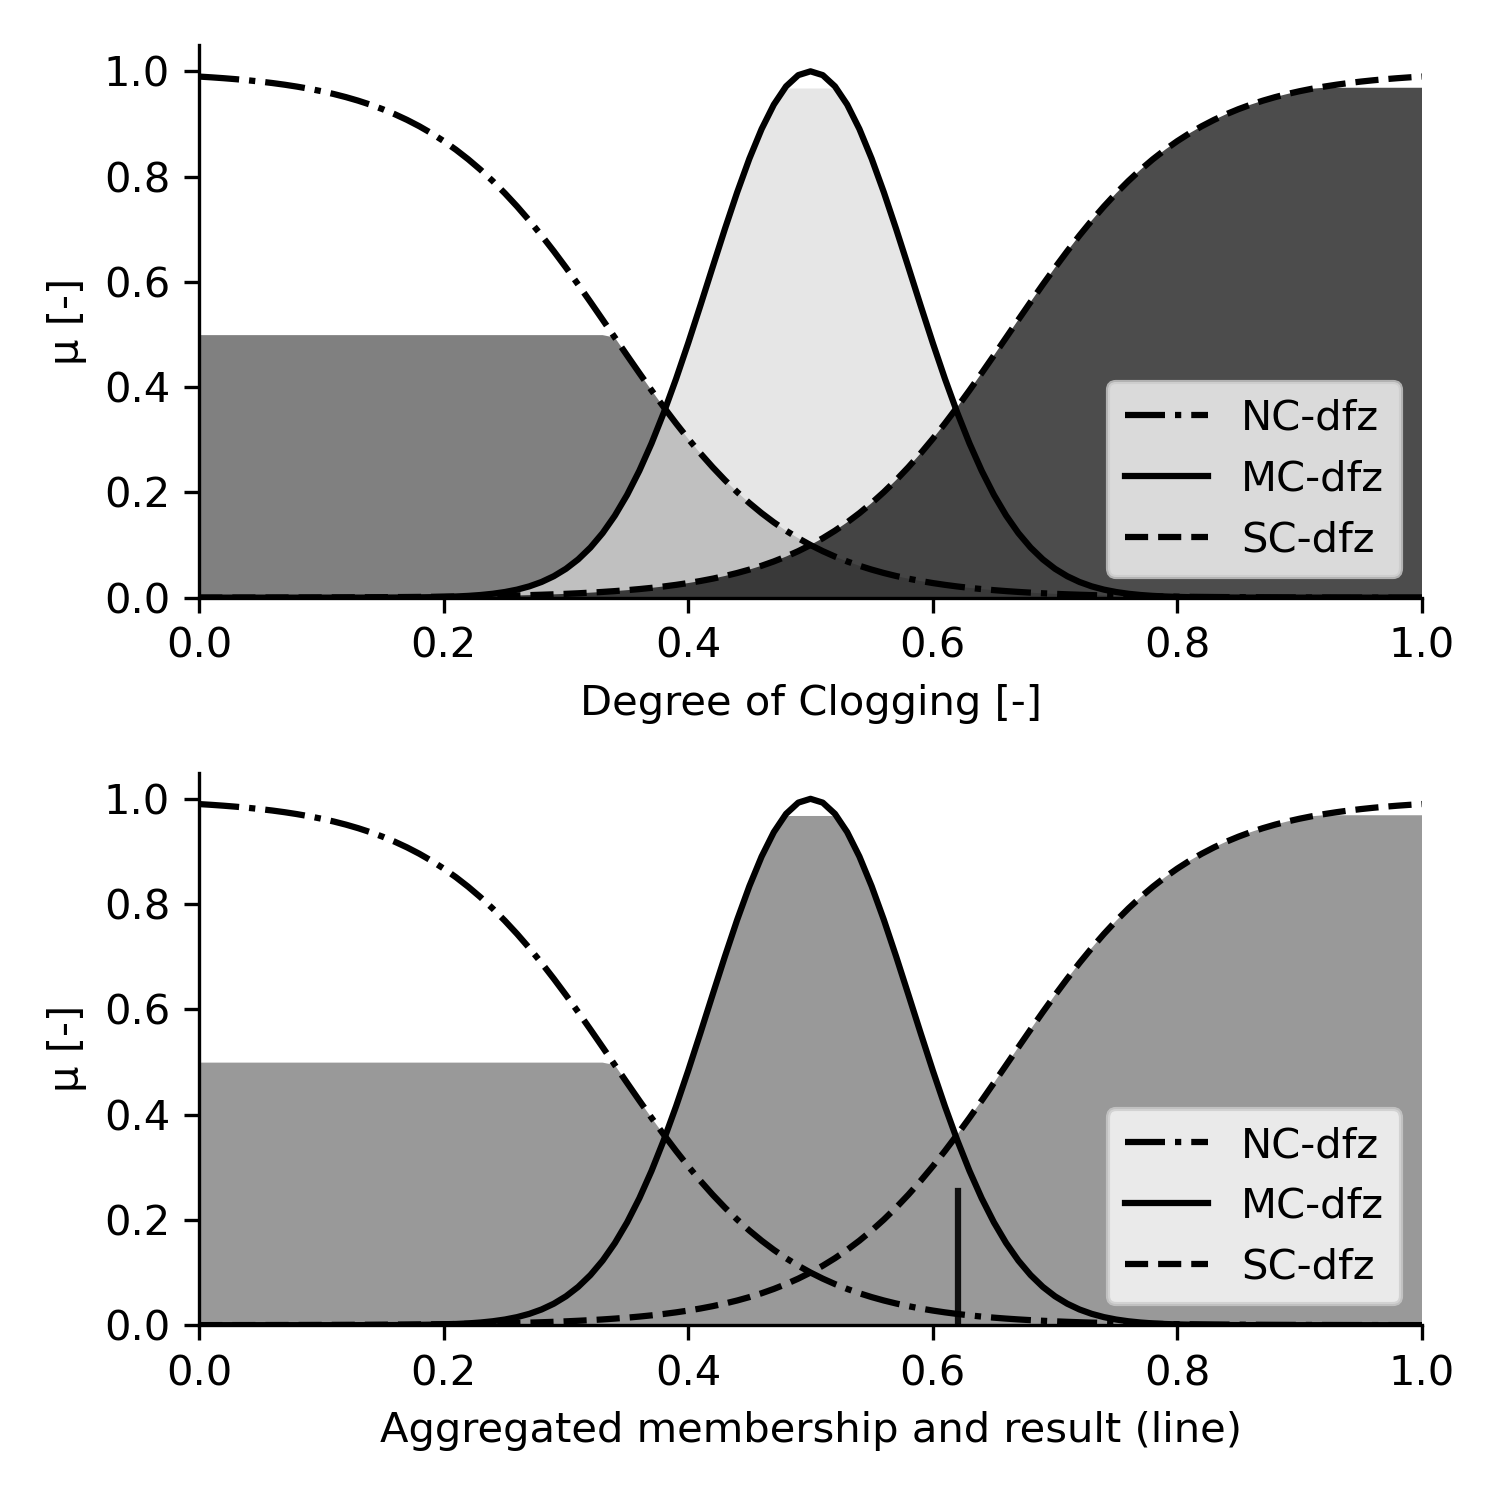 1.0
0.8
0.6
0.4
0.2
0.0
µ [-]
NC-dfz
MC-dfz
SC-dfz
0.0 0.2 0.4 0.6 0.8 1.0
Degree of Clogging [-]
1.0
0.8
0.6
0.4
0.2
0.0
µ [-]
NC-dfz
MC-dfz
SC-dfz
0.0 0.2 0.4 0.6 0.8 1.0
Aggregated membership and result (line)